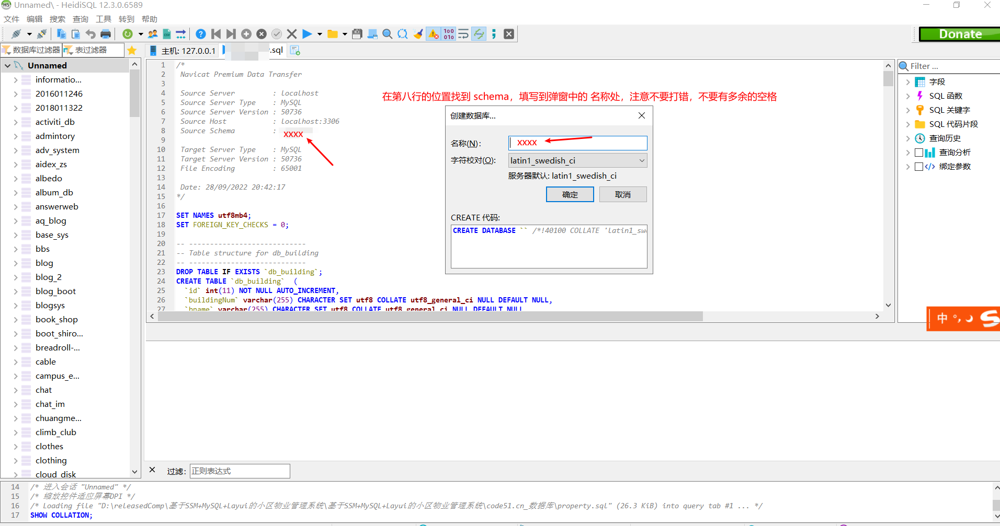 Unnamed\ - HeidiSQL 12.3.0.6589
文件 编辑 搜索 查询 工具 转到 帮助
Donate
数据库过滤器 表过滤器 主机: 127.0.0.1 .sql
Unnamed
informatio...
2016011246
2018011322
activiti_db
admintory
adv_system
aidex_zs
albedo
album_db
answerweb
aq_blog
base_sys
bbs
blog
blog_2
blog_boot
blogsys
book_shop
boot_shiro...
breadroll-...
cable
campus_e...
chat
chat_im
chuangme...
climb_club
clothes
clothing
cloud_disk
1 /*
2 Navicat Premium Data Transfer
3
4 Source Server : localhost
5 Source Server Type : MySQL
6 Source Server Version : 50736
7 Source Host : localhost:3306
8 Source Schema : XXXX
9
10 Target Server Type : MySQL
11 Target Server Version : 50736
12 File Encoding : 65001
13
14 Date: 28/09/2022 20:42:17
15 */
16
17 SET NAMES utf8mb4;
18 SET FOREIGN_KEY_CHECKS = 0;
19
20 -- ----------------------------
21 -- Table structure for db_building
22 -- ----------------------------
23 DROP TABLE IF EXISTS `db_building`;
24 CREATE TABLE `db_building`  (
25 `id` int(11) NOT NULL AUTO_INCREMENT,
26 `buildingNum` varchar(255) CHARACTER SET utf8 COLLATE utf8_general_ci NULL DEFAULT NULL,
27 `bname` varchar(255) CHARACTER SET utf8 COLLATE utf8_general_ci NULL DEFAULT NULL
在第八行的位置找到 schema，填写到弹窗中的 名称处，注意不要打错，不要有多余的空格
创建数据库...
名称(N): XXXX
字符校对(O): latin1_swedish_ci
服务器默认: latin1_swedish_ci
确定 取消
CREATE 代码:
CREATE DATABASE `` /*!40100 COLLATE 'latin1_swe
Filter ...
字段
SQL 函数
SQL 关键字
SQL 代码片段
查询历史
查询分析
绑定参数
中
过滤: 正则表达式
14 /* 进入会话 "Unnamed" */
15 /* 缩放控件适应屏幕DPI */
16 /* Loading file "D:\releasedComp\基于SSM+MySQL+Layui的小区物业管理系统\基于SSM+MySQL+Layui的小区物业管理系统\code51.cn_数据库\property.sql" (26.3 KiB) into query tab #1 ... */
17 SHOW COLLATION;